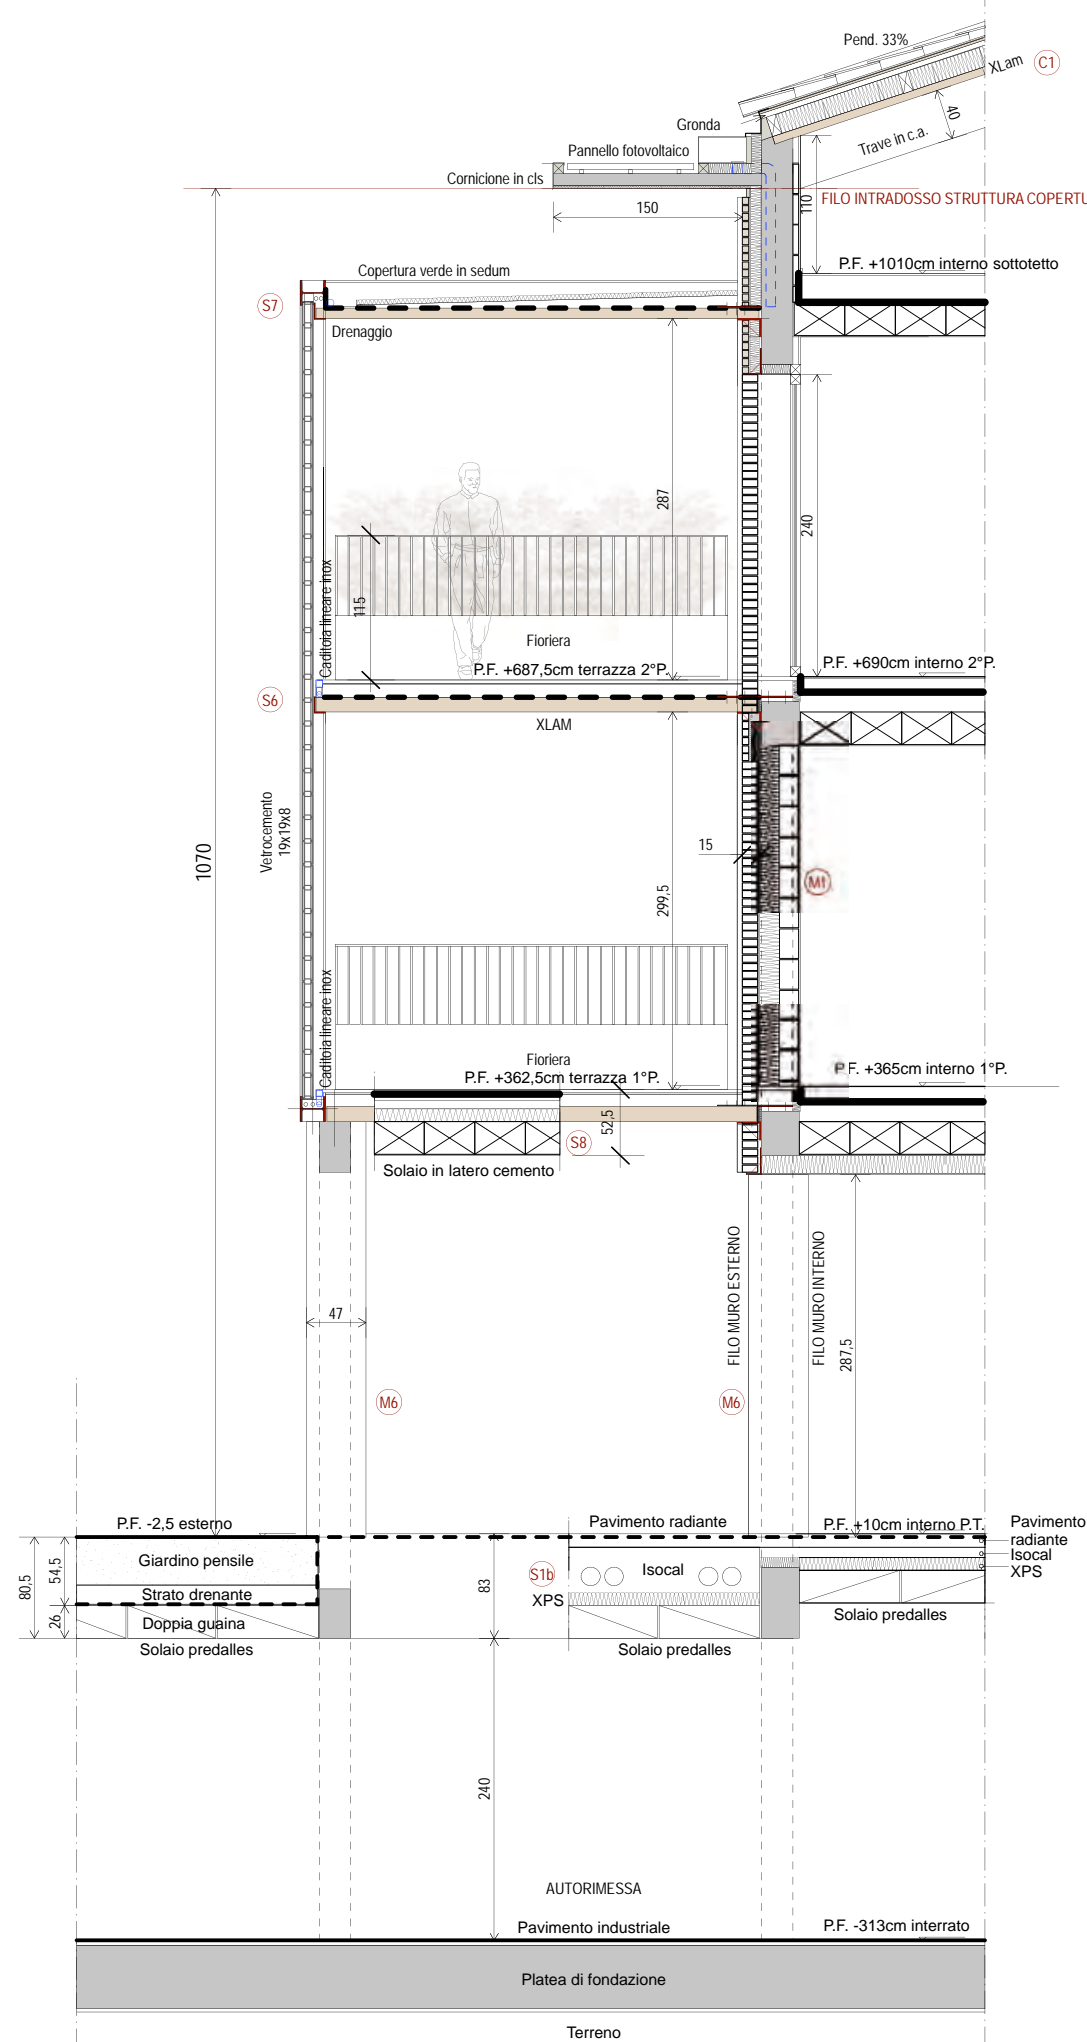 Pend. 33%
XLam
C1
40
Gronda
Trave in c.a.
Pannello fotovoltaico
Cornicione in cls
150
110
FILO INTRADOSSO STRUTTURA COPERTU
P.F. +1010cm interno sottotetto
Copertura verde in sedum
S7
Drenaggio
287
240
Caditoia lineare inox
115
Fioriera
P.F. +687,5cm terrazza 2°P.
P.F. +690cm interno 2°P.
S6
XLAM
Vetrocemento
19x19x8
1070
15
M1
299,5
Caditoia lineare inox
Fioriera
P.F. +362,5cm terrazza 1°P.
P.F. +365cm interno 1°P.
52,5
S8
Solaio in latero cemento
FILO MURO ESTERNO
FILO MURO INTERNO
287,5
47
M6
M6
P.F. -2,5 esterno
Pavimento radiante
P.F. +10cm interno P.T.
Pavimento
radiante
Isocal
XPS
80,5
54,5
Giardino pensile
83
S1b
Isocal
Strato drenante
XPS
26
Doppia guaina
Solaio predalles
Solaio predalles
Solaio predalles
240
AUTORIMESSA
Pavimento industriale
P.F. -313cm interrato
Platea di fondazione
Terreno